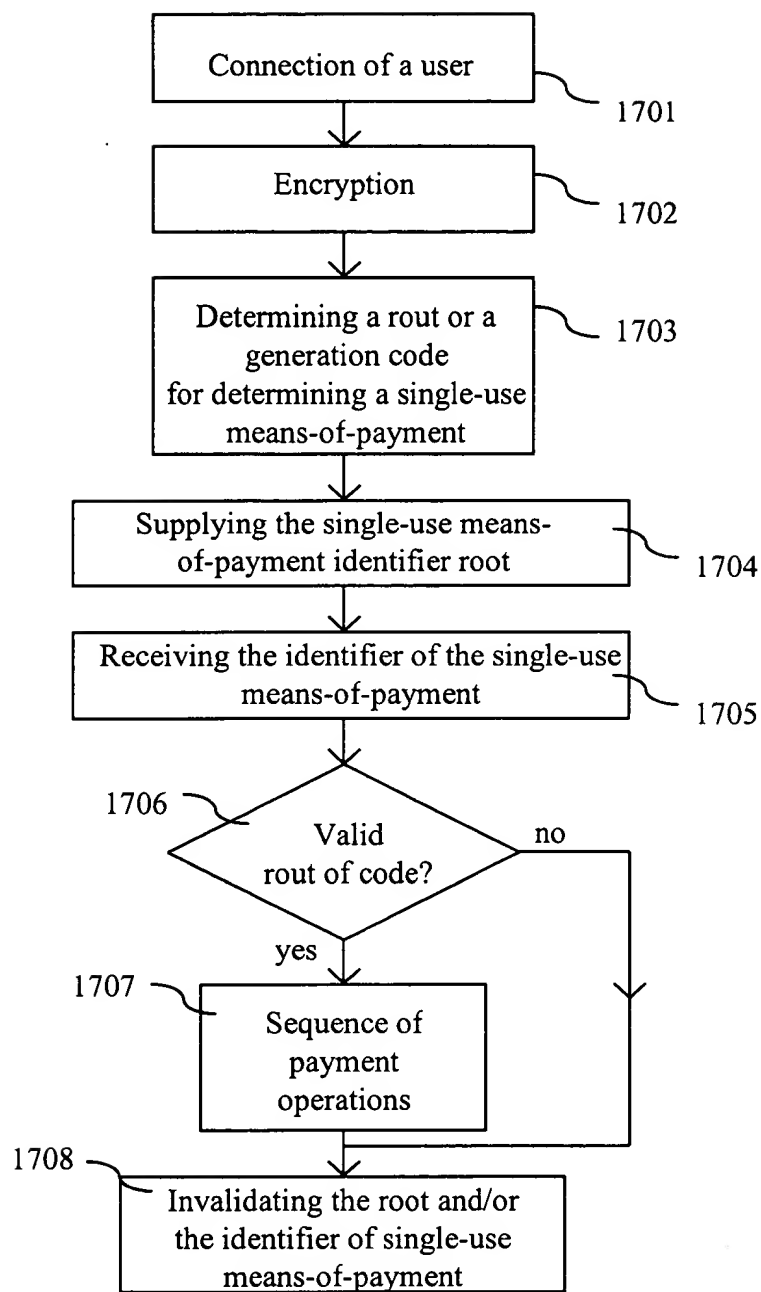 Connection of a user
1701
Encryption
1702
Determining a rout or a
generation code
for determining a single-use
means-of-payment
1703
Supplying the single-use means-
of-payment identifier root
1704
Receiving the identifier of the single-use
means-of-payment
1705
1706
Valid
rout of code?
no
yes
1707
Sequence of
payment
operations
1708
Invalidating the root and/or
the identifier of single-use
means-of-payment